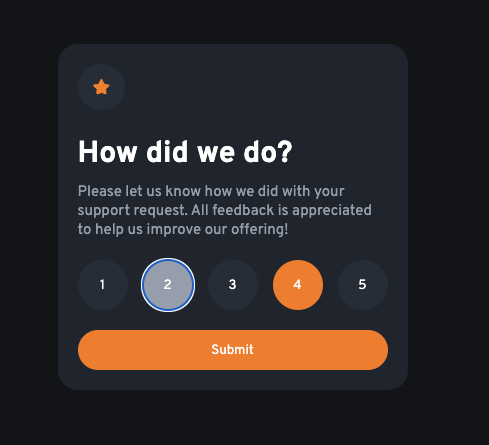 How did we do?
Please let us know how we did with your
support request. All feedback is appreciated
to help us improve our offering!
1 2 3 4 5
Submit